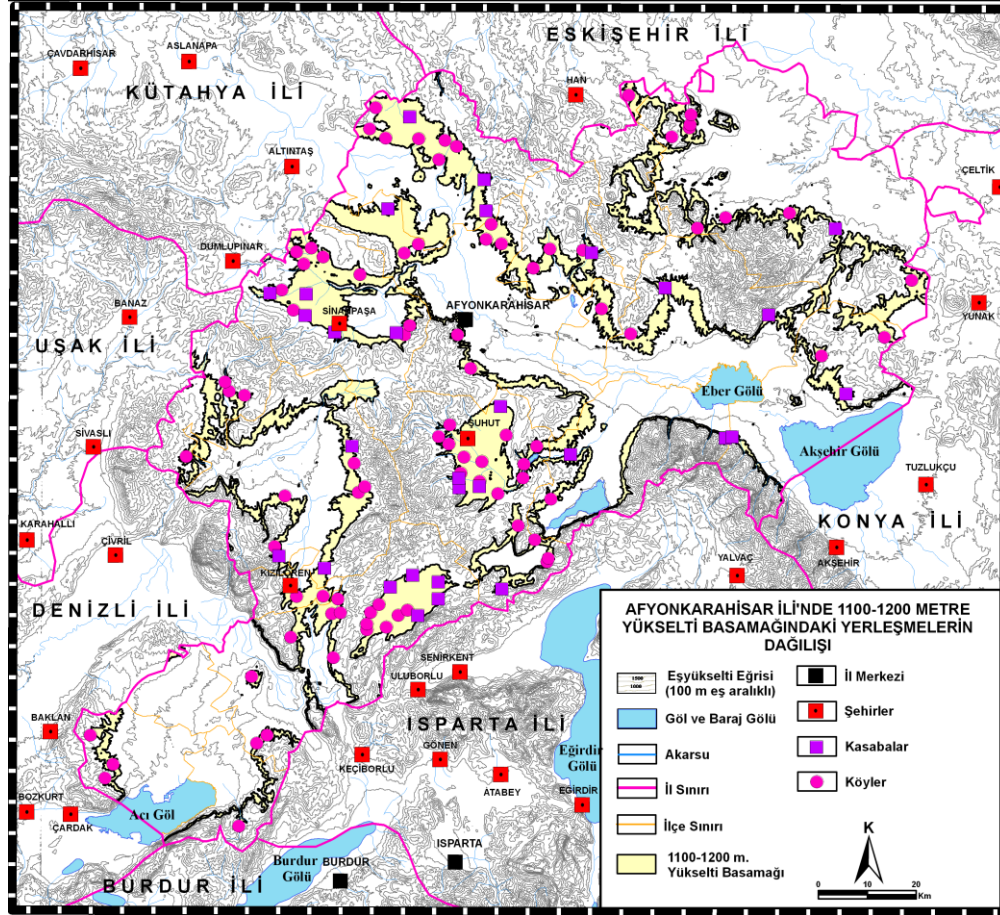 ESKİŞEHİR İLİ
ASLANAPA
ÇAVDARHİSAR
HAN
KÜTAHYA İLİ
ALTINTAŞ
ÇELTİK
DUMLUPINAR
BANAZ
AFYONKARAHİSAR
SİNANPAŞA
YUNAK
UŞAK İLİ
Eber Gölü
ŞUHUT
SİVASLI
Akşehir Gölü
TUZLUKÇU
KARAHALLI
KONYA İLİ
ÇİVRİL
YALVAÇ
AKŞEHİR
KIZILÖREN
DENİZLİ İLİ
SENİRKENT
ULUBORLU
BAKLAN
ISPARTA İLİ
GÖNEN
KEÇİBORLU
Eğirdir
Gölü
ATABEY
EĞİRDİR
BOZKURT
ÇARDAK
Acı Göl
ISPARTA
Burdur
Gölü
BURDUR
BURDUR İLİ
AFYONKARAHİSAR İLİ'NDE 1100-1200 METRE
YÜKSELTİ BASAMAĞINDAKİ YERLEŞMELERİN
DAĞILIŞI
1500
1000
Eşyükselti Eğrisi
(100 m eş aralıklı)
Göl ve Baraj Gölü
Akarsu
İl Sınırı
İlçe Sınırı
1100-1200 m.
Yükselti Basamağı
İl Merkezi
Şehirler
Kasabalar
Köyler
K
0 10 20
Km